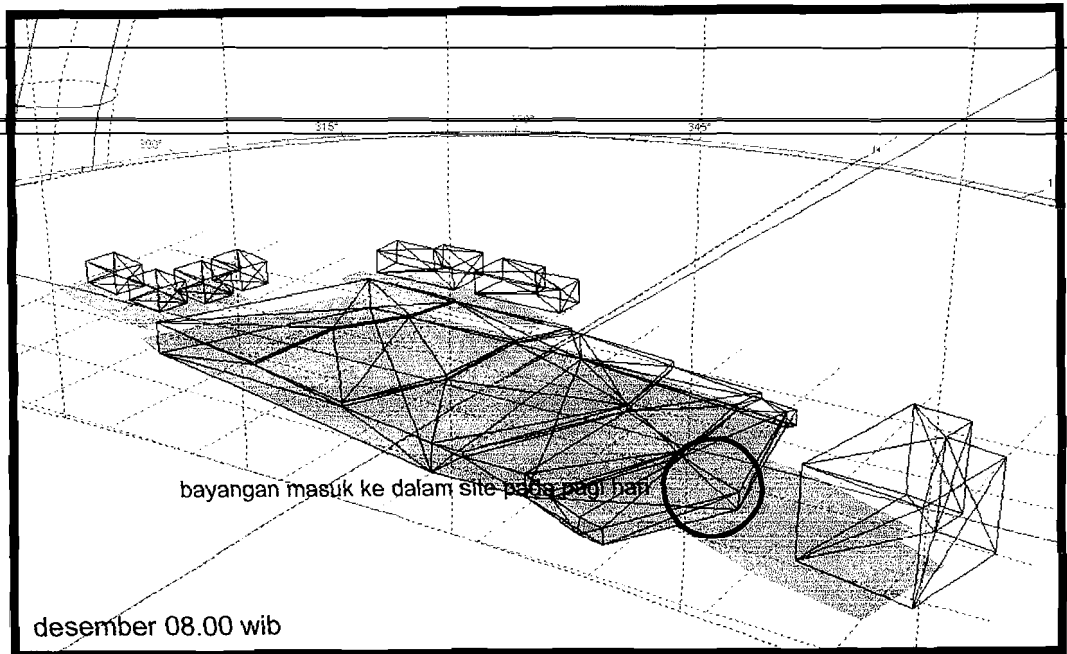 315°
345°
bayangan masuk ke dalam site pada pagi hari
desember 08.00 wib